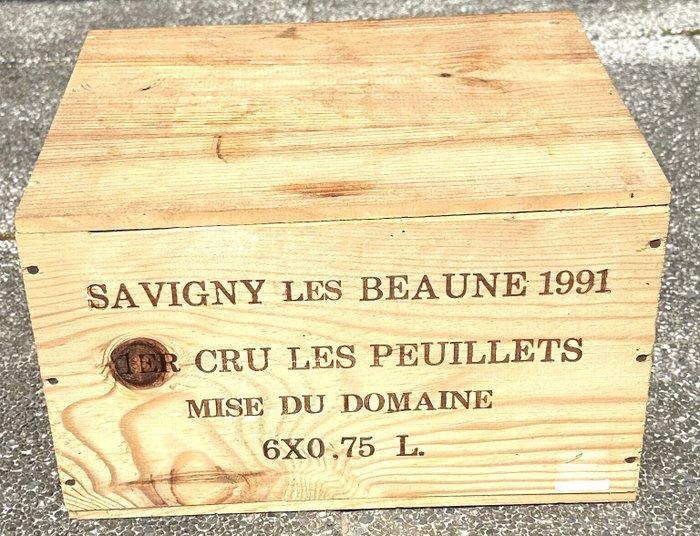 SAVIGNY LES BEAUNE 1991
1ER CRU LES PEUILLETS
MISE DU DOMAINE
6X0.75 L.